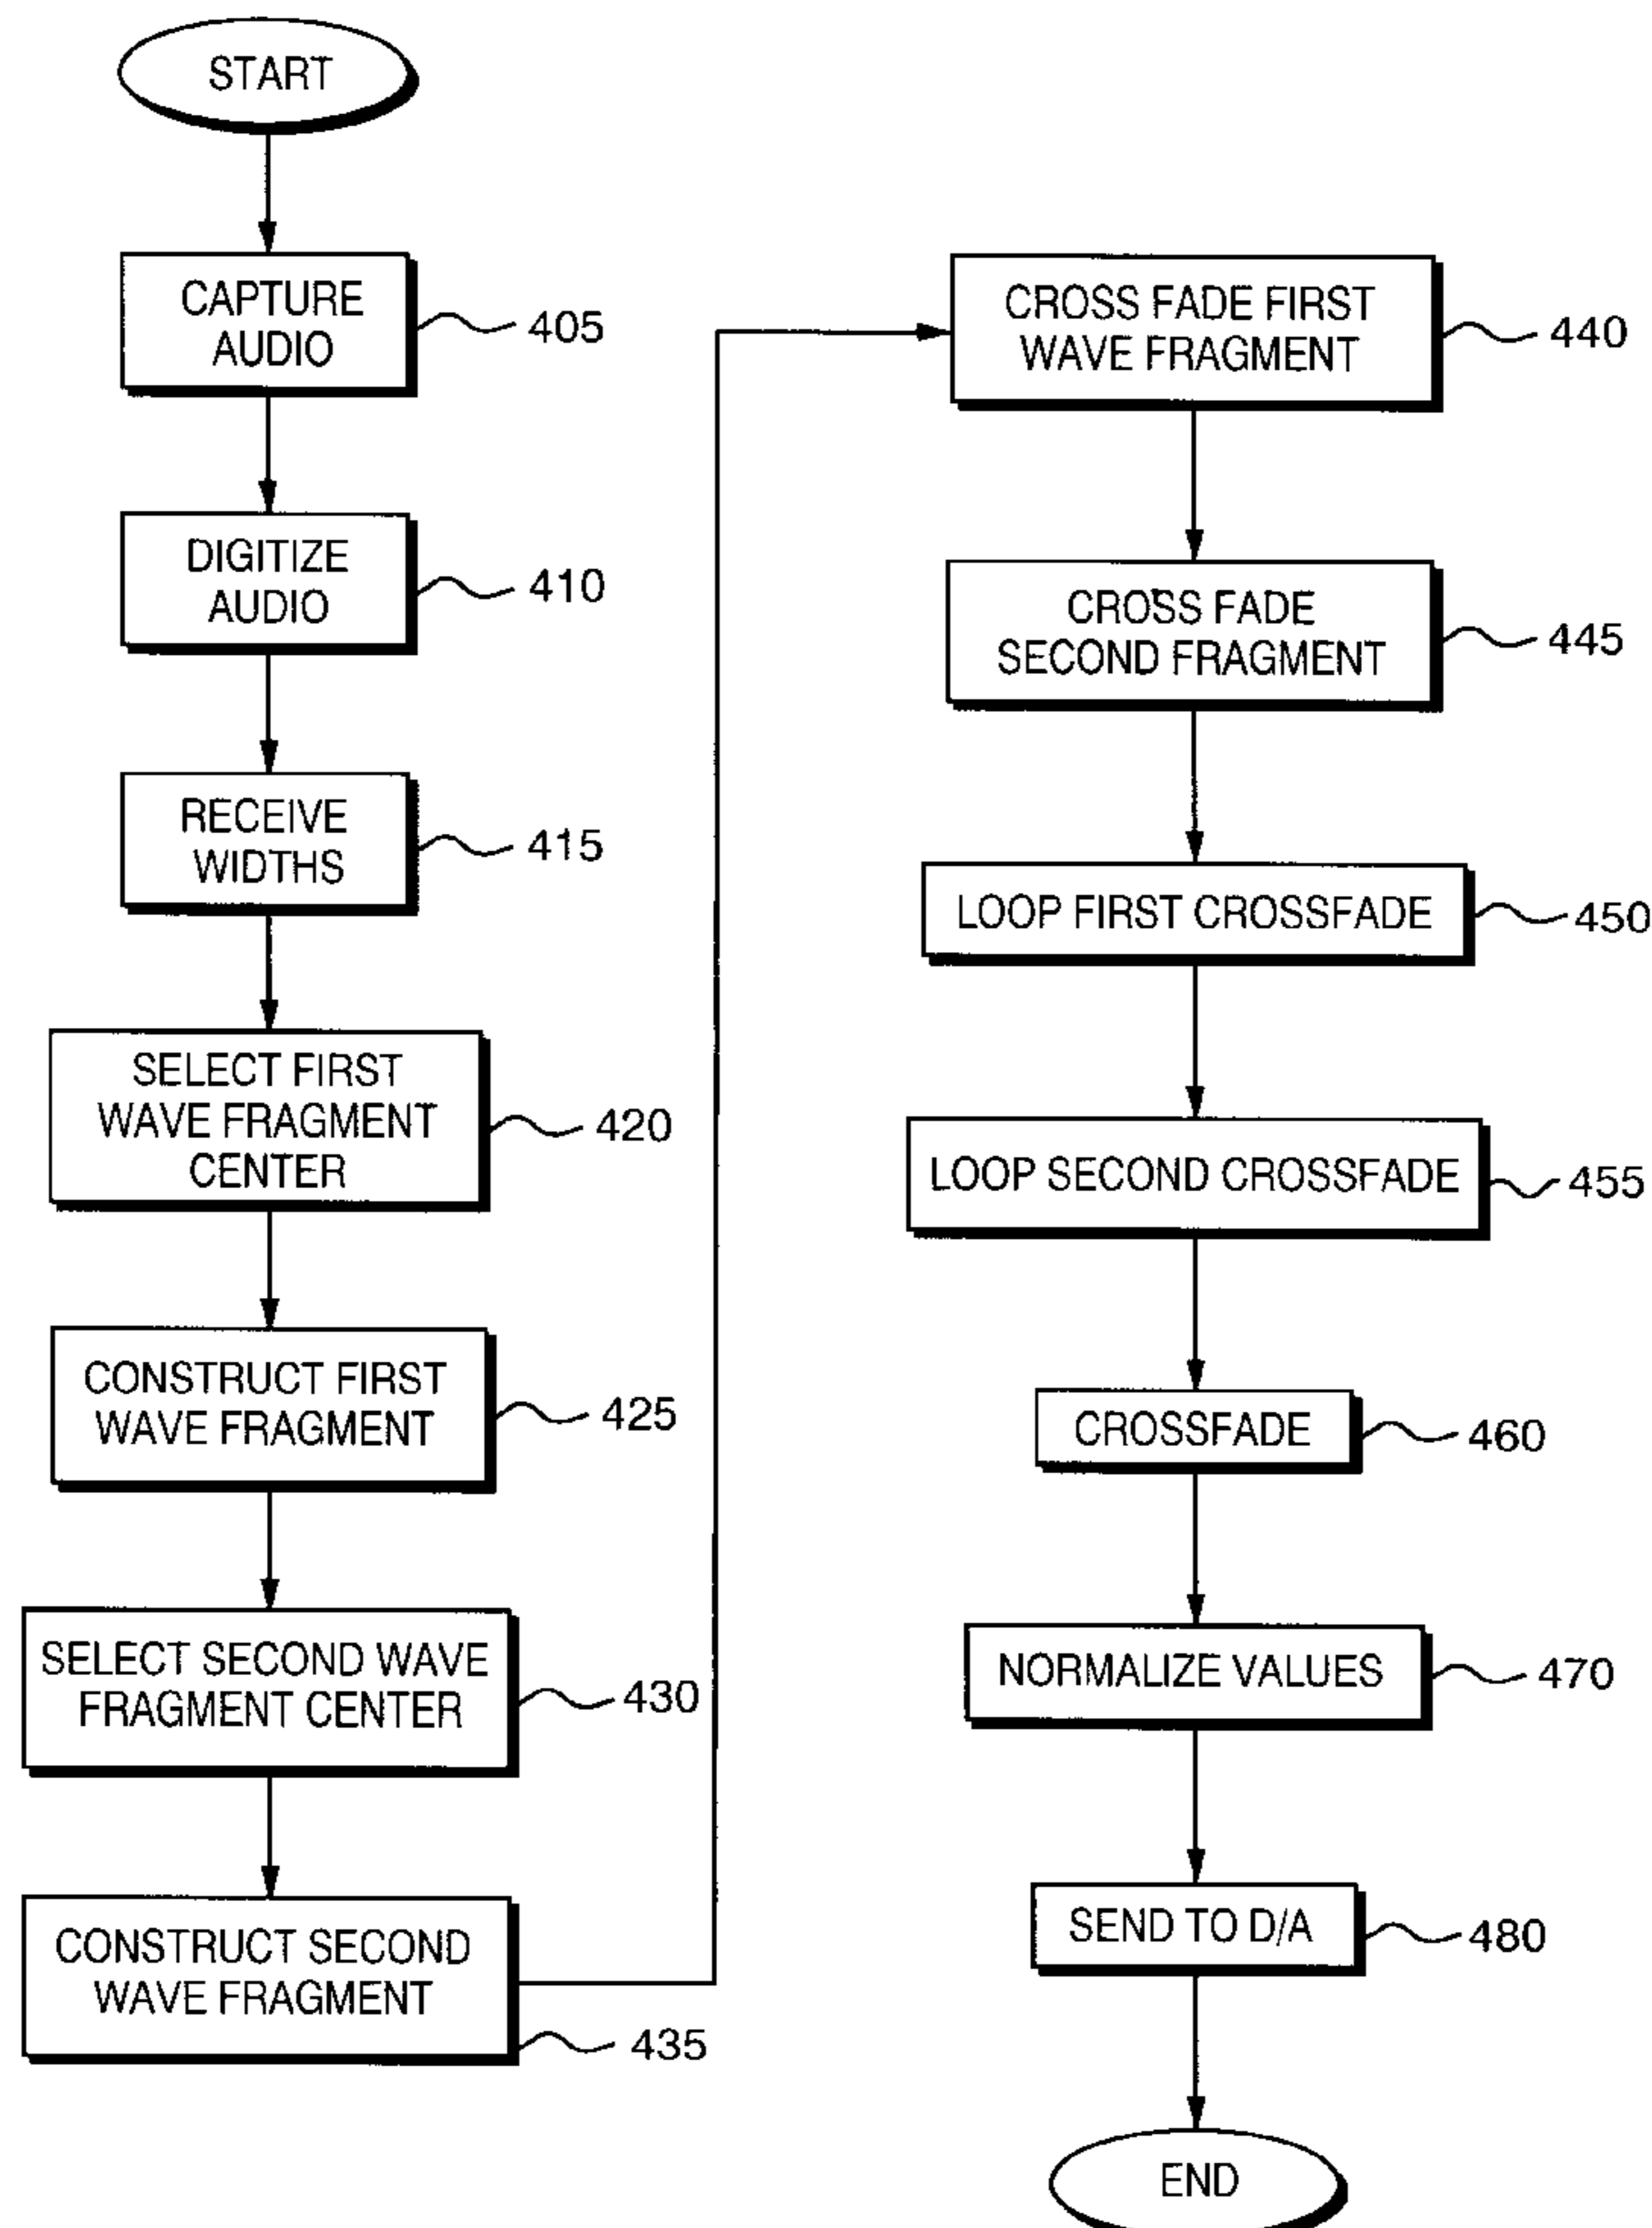 START
CAPTURE
AUDIO
405
DIGITIZE
AUDIO
410
RECEIVE
WIDTHS
415
SELECT FIRST
WAVE FRAGMENT
CENTER
420
CONSTRUCT FIRST
WAVE FRAGMENT
425
SELECT SECOND WAVE
FRAGMENT CENTER
430
CONSTRUCT SECOND
WAVE FRAGMENT
435
CROSS FADE FIRST
WAVE FRAGMENT
440
CROSS FADE
SECOND FRAGMENT
445
LOOP FIRST CROSSFADE
450
LOOP SECOND CROSSFADE
455
CROSSFADE
460
NORMALIZE VALUES
470
SEND TO D/A
480
END